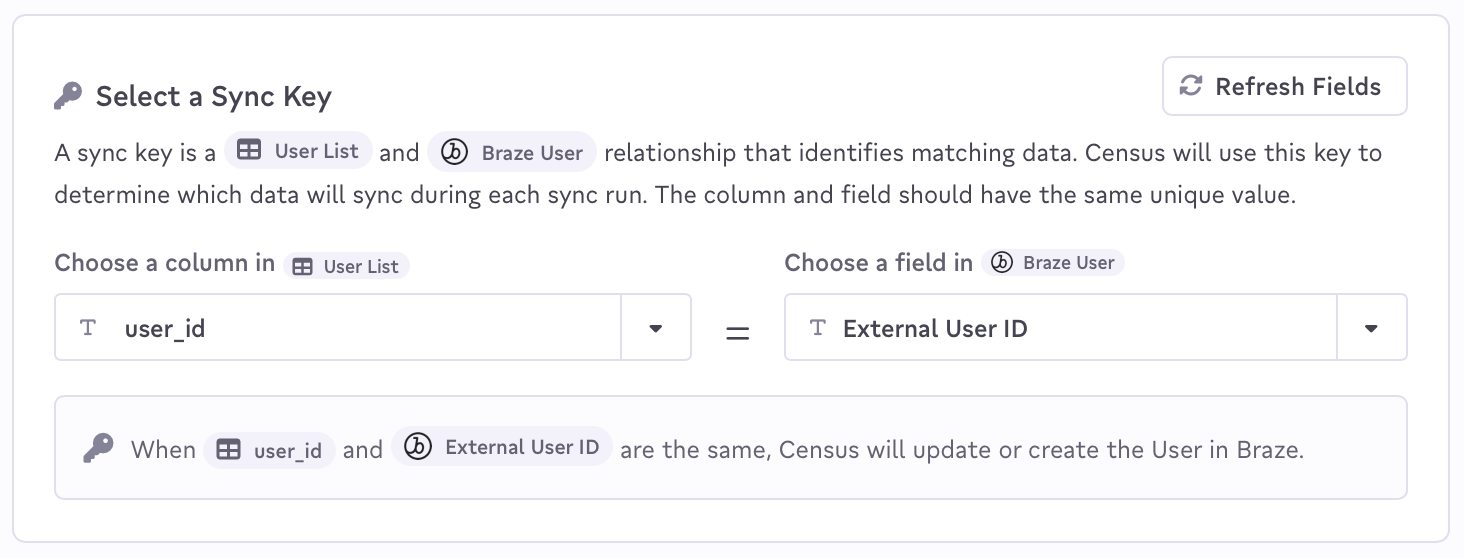 Select a Sync Key
Refresh Fields
A sync key is a User List and Braze User relationship that identifies matching data. Census will use this key to
determine which data will sync during each sync run. The column and field should have the same unique value.
Choose a column in User List
Choose a field in Braze User
T user_id
=
T External User ID
When user_id and External User ID are the same, Census will update or create the User in Braze.